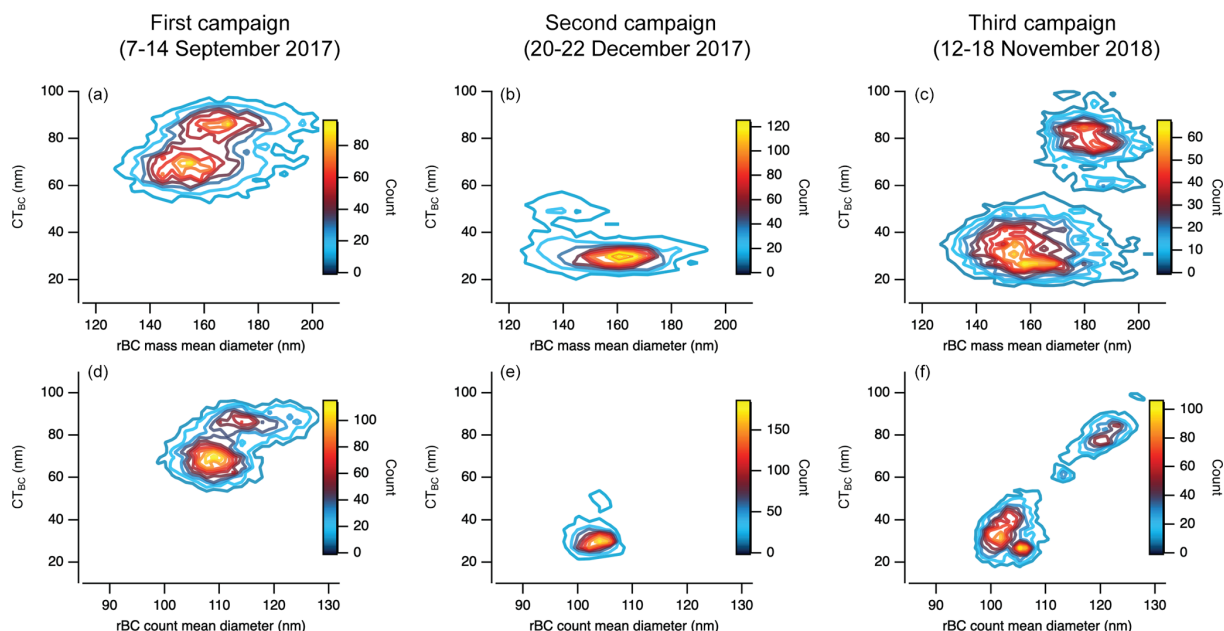 First campaign
(7-14 September 2017)
Second campaign
(20-22 December 2017)
Third campaign
(12-18 November 2018)
(a)
100
80
60
40
20
CT_BC (nm)
120 140 160 180 200
rBC mass mean diameter (nm)
80
60
40
20
0
Count
(b)
100
80
60
40
20
CT_BC (nm)
120 140 160 180 200
rBC mass mean diameter (nm)
120
100
80
60
40
20
0
Count
(c)
100
80
60
40
20
CT_BC (nm)
120 140 160 180 200
rBC mass mean diameter (nm)
60
50
40
30
20
10
0
Count
(d)
100
80
60
40
20
CT_BC (nm)
90 100 110 120 130
rBC count mean diameter (nm)
100
80
60
40
20
0
Count
(e)
100
80
60
40
20
CT_BC (nm)
90 100 110 120 130
rBC count mean diameter (nm)
150
100
50
0
Count
(f)
100
80
60
40
20
CT_BC (nm)
90 100 110 120 130
rBC count mean diameter (nm)
100
80
60
40
20
0
Count